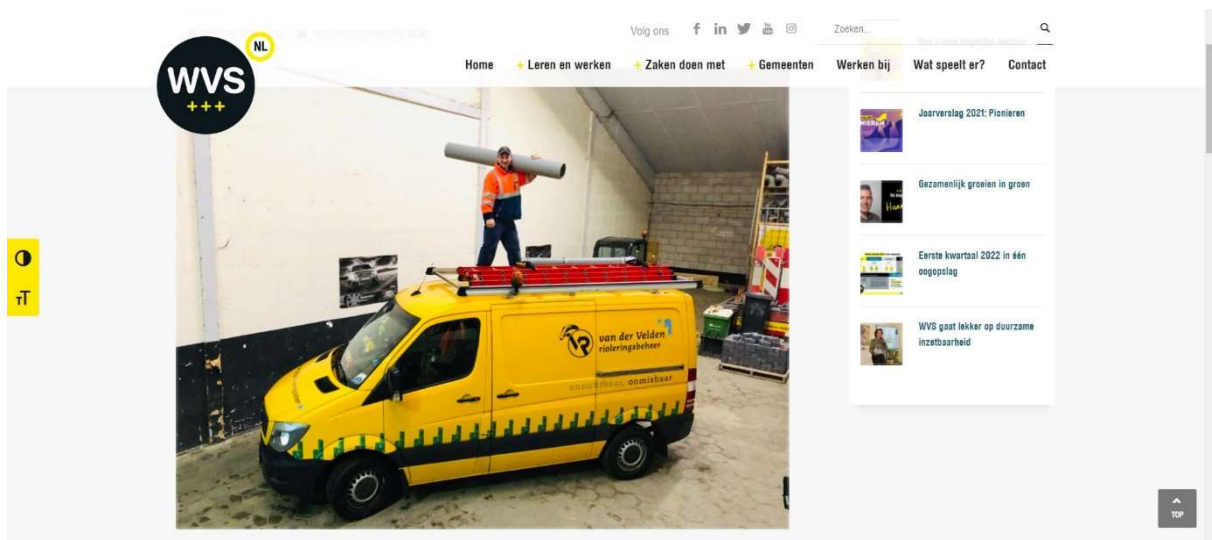 Volg ons
Zoeken...
NL
WVS
+++
Home
+ Leren en werken
+ Zaken doen met
+ Gemeenten
Werken bij
Wat speelt er?
Contact
van der Velden
rioleringsbeheer
onzichtbaar, onmisbaar
Jaarverslag 2021: Pionieren
Gezamenlijk groeien in groen
Eerste kwartaal 2022 in één
oogopslag
WVS gaat lekker op duurzame
inzetbaarheid
TT
TOP